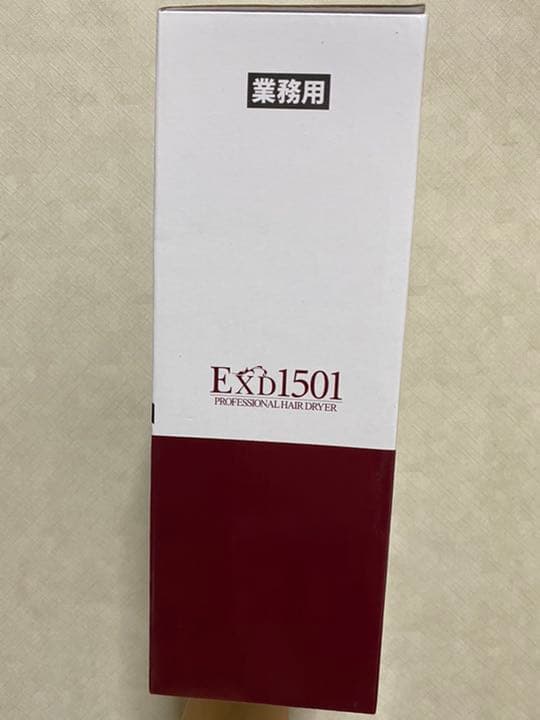 業務用
EXD1501
PROFESSIONAL HAIR DRYER